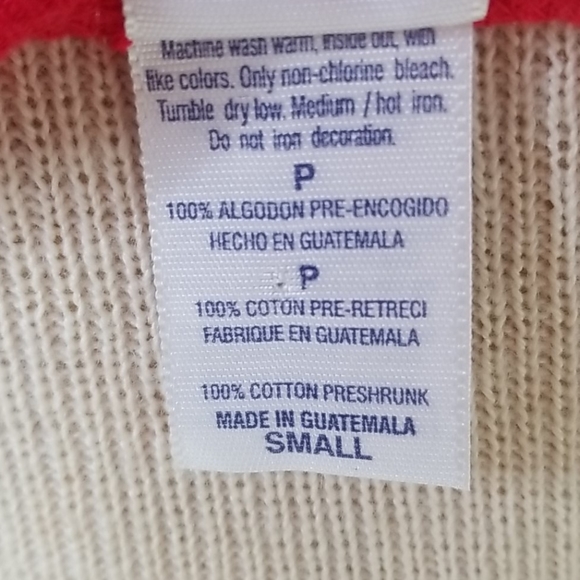 Machine wash warm, inside out, with
like colors. Only non-chlorine bleach.
Tumble dry low. Medium / hot iron.
Do not iron decoration.
P
100% ALGODON PRE-ENCOGIDO
HECHO EN GUATEMALA
P
100% COTON PRE-RETRECI
FABRIQUE EN GUATEMALA
100% COTTON PRESHRUNK
MADE IN GUATEMALA
SMALL